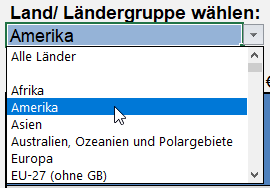 Land/ Ländergruppe wählen:
Amerika
Alle Länder
Afrika
Amerika
Asien
Australien, Ozeanien und Polargebiete
Europa
EU-27 (ohne GB)
€